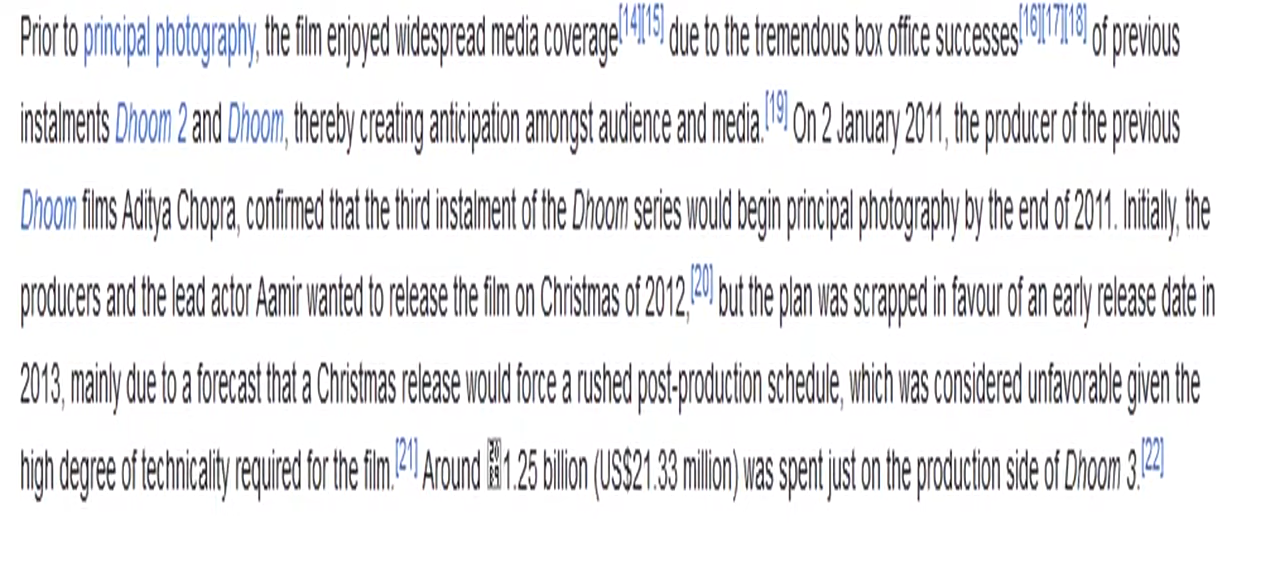 Prior to principal photography, the film enjoyed widespread media coverage[14][15] due to the tremendous box office successes[16][17][18] of previous
instalments Dhoom 2 and Dhoom, thereby creating anticipation amongst audience and media.[19] On 2 January 2011, the producer of the previous
Dhoom films Aditya Chopra, confirmed that the third instalment of the Dhoom series would begin principal photography by the end of 2011. Initially, the
producers and the lead actor Aamir wanted to release the film on Christmas of 2012,[20] but the plan was scrapped in favour of an early release date in
2013, mainly due to a forecast that a Christmas release would force a rushed post-production schedule, which was considered unfavorable given the
high degree of technicality required for the film.[21] Around 1.25 billion (US$21.33 million) was spent just on the production side of Dhoom 3.[22]